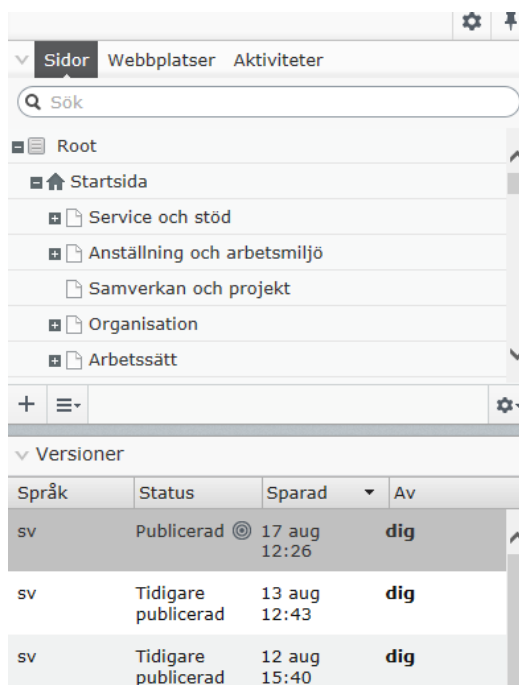 Sidor Webbplatser Aktiviteter
Sök
Root
Startsida
Service och stöd
Anställning och arbetsmiljö
Samverkan och projekt
Organisation
Arbetssätt
Versioner
Språk Status Sparad Av
sv Publicerad 17 aug dig
12:26
sv Tidigare 13 aug dig
publicerad 12:43
sv Tidigare 12 aug dig
publicerad 15:40